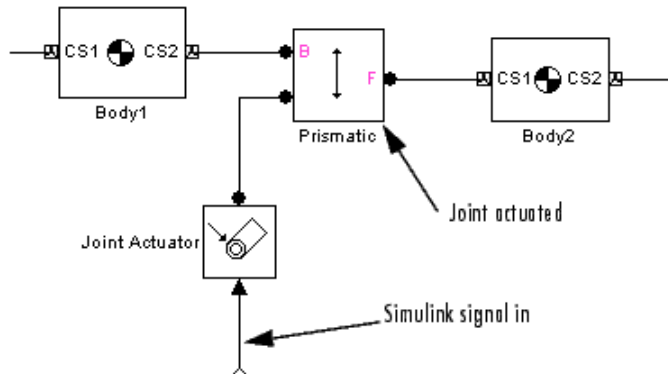 CS1 CS2
Body1
B
F
Prismatic
CS1 CS2
Body2
Joint actuated
Joint Actuator
Simulink signal in